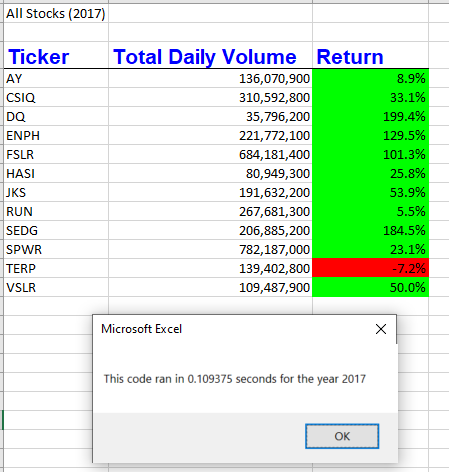 All Stocks (2017)
Ticker Total Daily Volume Return
AY 136,070,900 8.9%
CSIQ 310,592,800 33.1%
DQ 35,796,200 199.4%
ENPH 221,772,100 129.5%
FSLR 684,181,400 101.3%
HASI 80,949,300 25.8%
JKS 191,632,200 53.9%
RUN 267,681,300 5.5%
SEDG 206,885,200 184.5%
SPWR 782,187,000 23.1%
TERP 139,402,800 -7.2%
VSLR 109,487,900 50.0%
Microsoft Excel
This code ran in 0.109375 seconds for the year 2017
OK